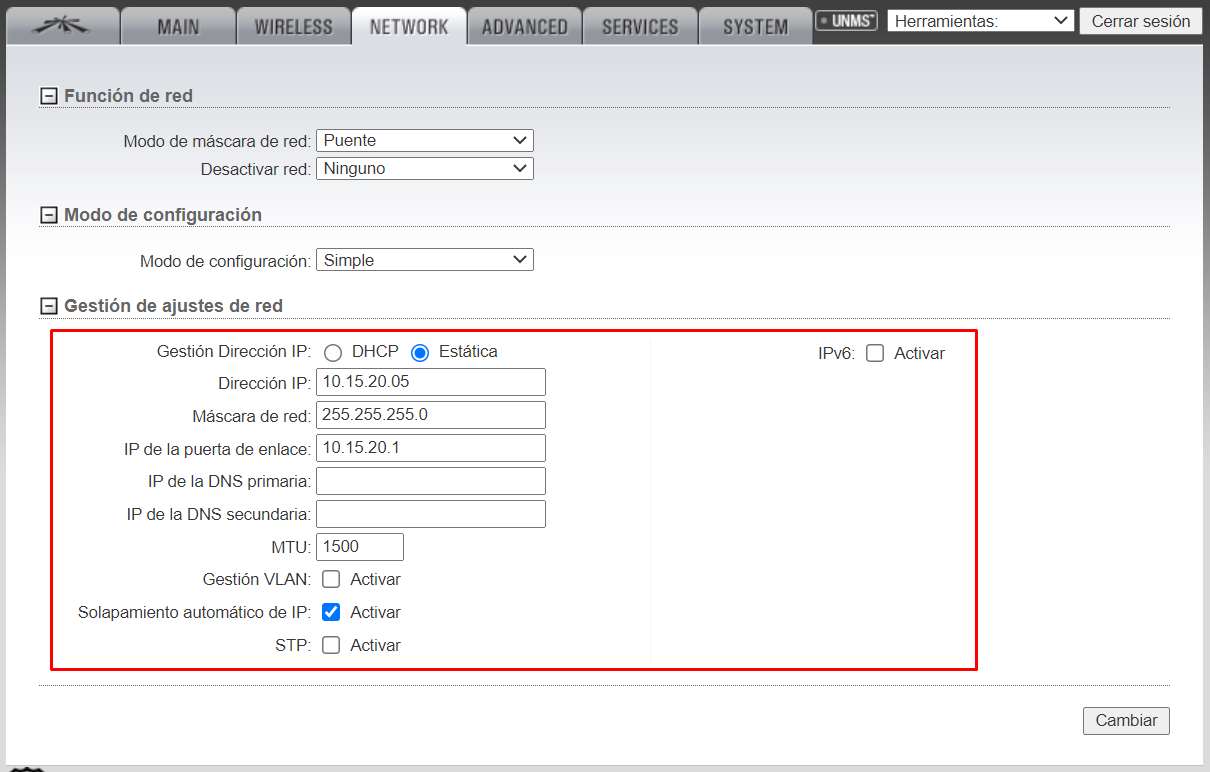 MAIN WIRELESS NETWORK ADVANCED SERVICES SYSTEM UNMS Herramientas: Cerrar sesión
Función de red
Modo de máscara de red: Puente
Desactivar red: Ninguno
Modo de configuración
Modo de configuración: Simple
Gestión de ajustes de red
Gestión Dirección IP: DHCP Estática IPv6: Activar
Dirección IP: 10.15.20.05
Máscara de red: 255.255.255.0
IP de la puerta de enlace: 10.15.20.1
IP de la DNS primaria:
IP de la DNS secundaria:
MTU: 1500
Gestión VLAN: Activar
Solapamiento automático de IP: Activar
STP: Activar
Cambiar